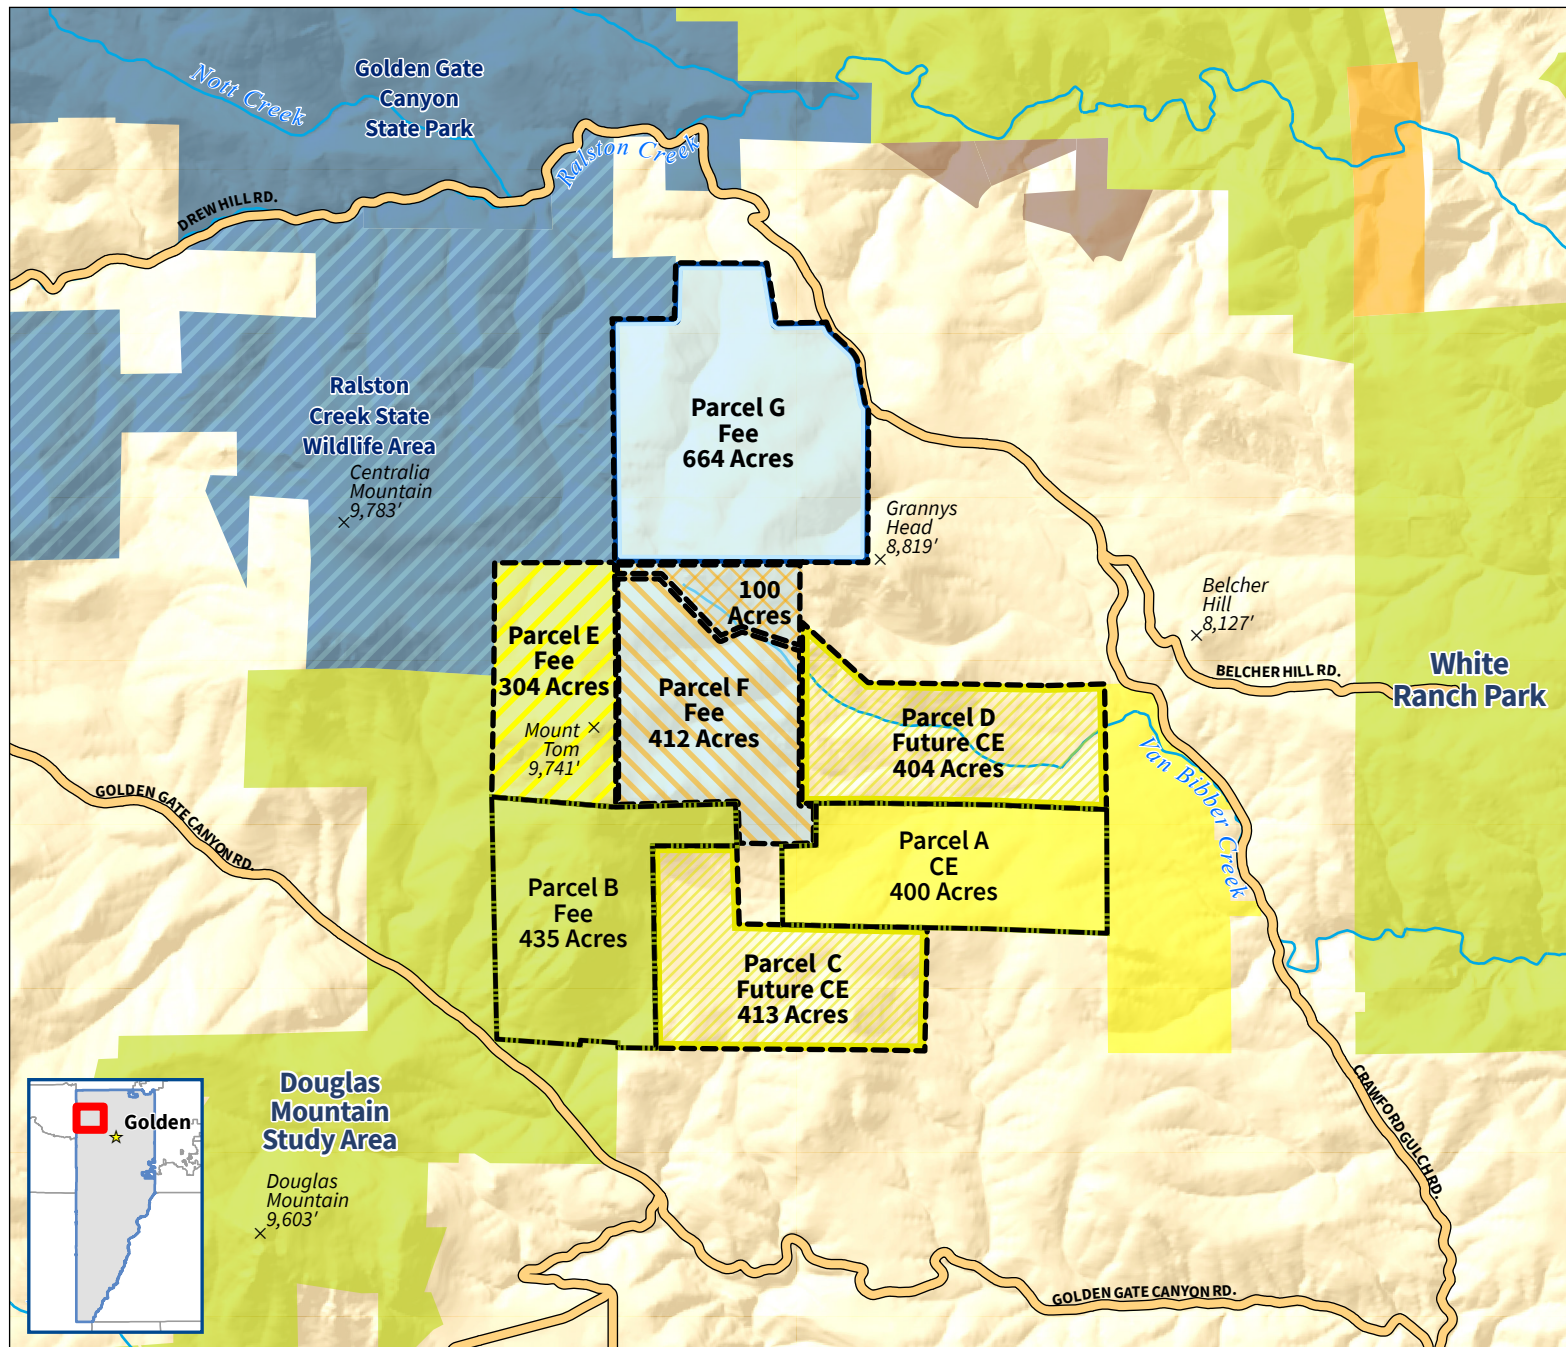 Nott Creek
Golden Gate
Canyon
State Park
Ralston Creek
DREW HILL RD.
Ralston
Creek State
Wildlife Area
Centralia
Mountain
9,783'
Parcel G
Fee
664 Acres
Grannys
Head
8,819'
Belcher
Hill
8,127'
BELCHER HILL RD.
White
Ranch Park
100
Acres
Parcel E
Fee
304 Acres
Mount
Tom
9,741'
Parcel F
Fee
412 Acres
Parcel D
Future CE
404 Acres
Van Bibber Creek
GOLDEN GATE CANYON RD.
Parcel A
CE
400 Acres
Parcel B
Fee
435 Acres
Parcel C
Future CE
413 Acres
CRAWFORD GULCH RD.
Douglas
Mountain
Study Area
Golden
Douglas
Mountain
9,603'
GOLDEN GATE CANYON RD.